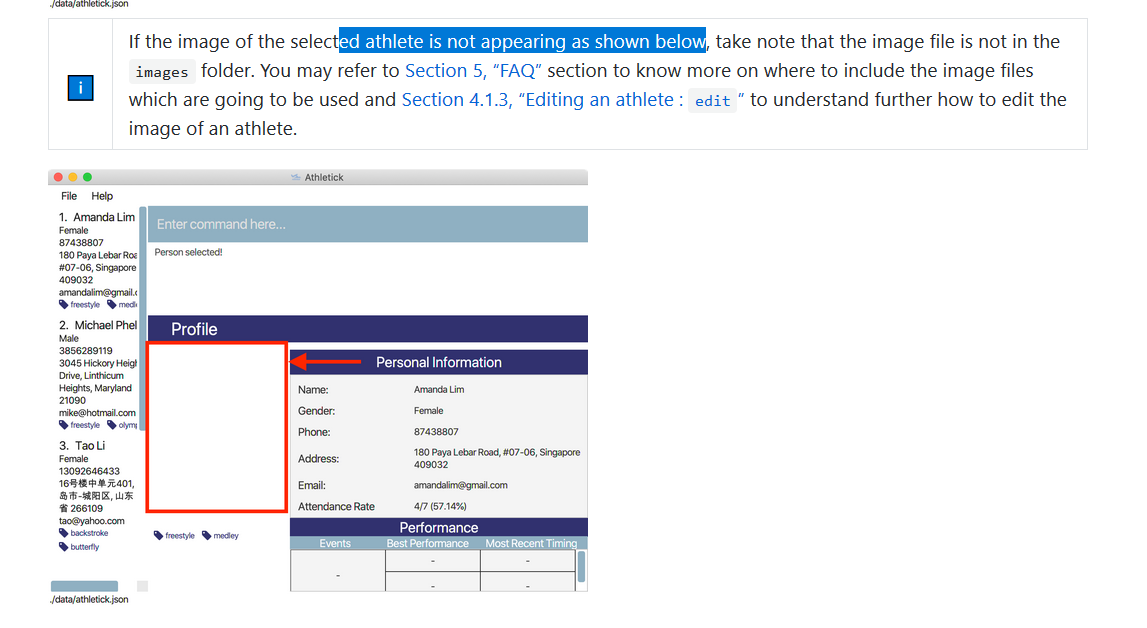 ./data/athletick.json
If the image of the selected athlete is not appearing as shown below, take note that the image file is not in the
images folder. You may refer to Section 5, “FAQ” section to know more on where to include the image files
which are going to be used and Section 4.1.3, “Editing an athlete : edit” to understand further how to edit the
image of an athlete.
Athletick
File Help
1. Amanda Lim
Female
87438807
180 Paya Lebar Roa
#07-06, Singapore
409032
amandalim@gmail.c
freestyle medl
2. Michael Phel
Male
3856289119
3045 Hickory Heigh
Drive, Linthicum
Heights, Maryland
21090
mike@hotmail.com
freestyle olymp
3. Tao Li
Female
13092646433
16号楼中单元401,
岛市-城阳区, 山东
省 266109
tao@yahoo.com
backstroke
butterfly
Enter command here...
Person selected!
Profile
freestyle medley
Personal Information
Name: Amanda Lim
Gender: Female
Phone: 87438807
Address: 180 Paya Lebar Road, #07-06, Singapore
409032
Email: amandalim@gmail.com
Attendance Rate 4/7 (57.14%)
Performance
Events Best Performance Most Recent Timing
- - -
- -
./data/athletick.json